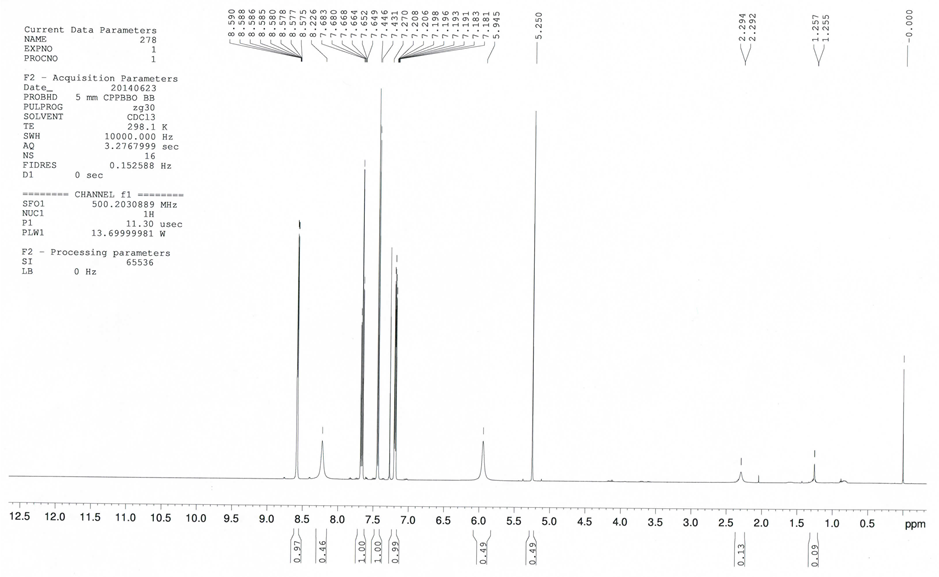 Current Data Parameters
NAME 278
EXPNO 1
PROCNO 1
F2 - Acquisition Parameters
Date_ 20140623
PROBHD 5 mm CPPBBO BB
PULPROG zg30
SOLVENT CDCl3
TE 298.1 K
SWH 10000.000 Hz
AQ 3.2767999 sec
NS 16
FIDRES 0.152588 Hz
D1 0 sec
======== CHANNEL f1 ========
SFO1 500.2030889 MHz
NUC1 1H
P1 11.30 usec
PLW1 13.69999981 W
F2 - Processing parameters
SI 65536
LB 0 Hz
8.590
8.588
8.586
8.585
8.580
8.578
8.577
8.575
8.226
7.683
7.680
7.668
7.664
7.652
7.649
7.446
7.431
7.270
7.208
7.206
7.198
7.196
7.193
7.191
7.183
7.181
5.945
5.250
2.294
2.292
1.257
1.255
-0.000
12.5 12.0 11.5 11.0 10.5 10.0 9.5 9.0 8.5 8.0 7.5 7.0 6.5 6.0 5.5 5.0 4.5 4.0 3.5 3.0 2.5 2.0 1.5 1.0 0.5 ppm
0.97
0.46
1.00
1.00
0.99
0.49
0.49
0.13
0.09